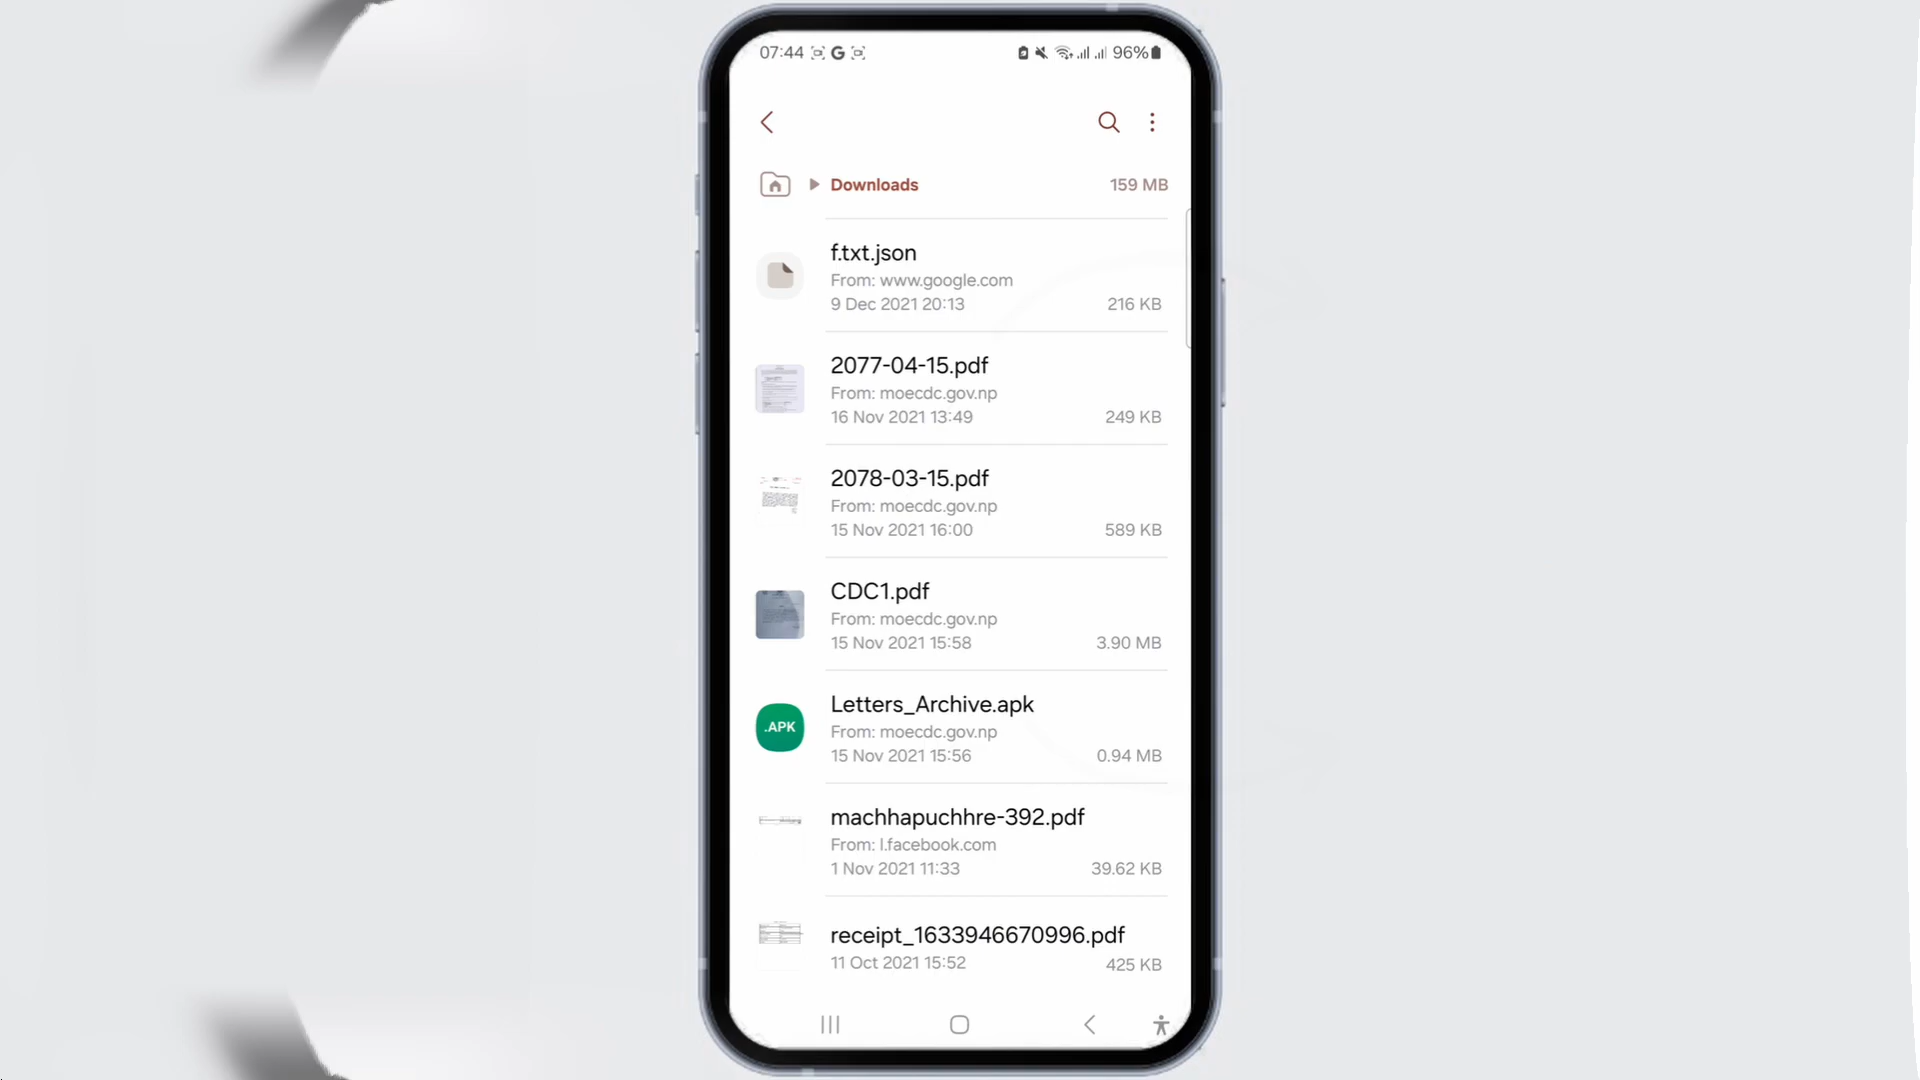 07:44 G 96%
Downloads 159 MB
f.txt.json
From: www.google.com
9 Dec 2021 20:13 216 KB
2077-04-15.pdf
From: moecdc.gov.np
16 Nov 2021 13:49 249 KB
2078-03-15.pdf
From: moecdc.gov.np
15 Nov 2021 16:00 589 KB
CDC1.pdf
From: moecdc.gov.np
15 Nov 2021 15:58 3.90 MB
.APK
Letters_Archive.apk
From: moecdc.gov.np
15 Nov 2021 15:56 0.94 MB
machhapuchhre-392.pdf
From: l.facebook.com
1 Nov 2021 11:33 39.62 KB
receipt_1633946670996.pdf
11 Oct 2021 15:52 425 KB